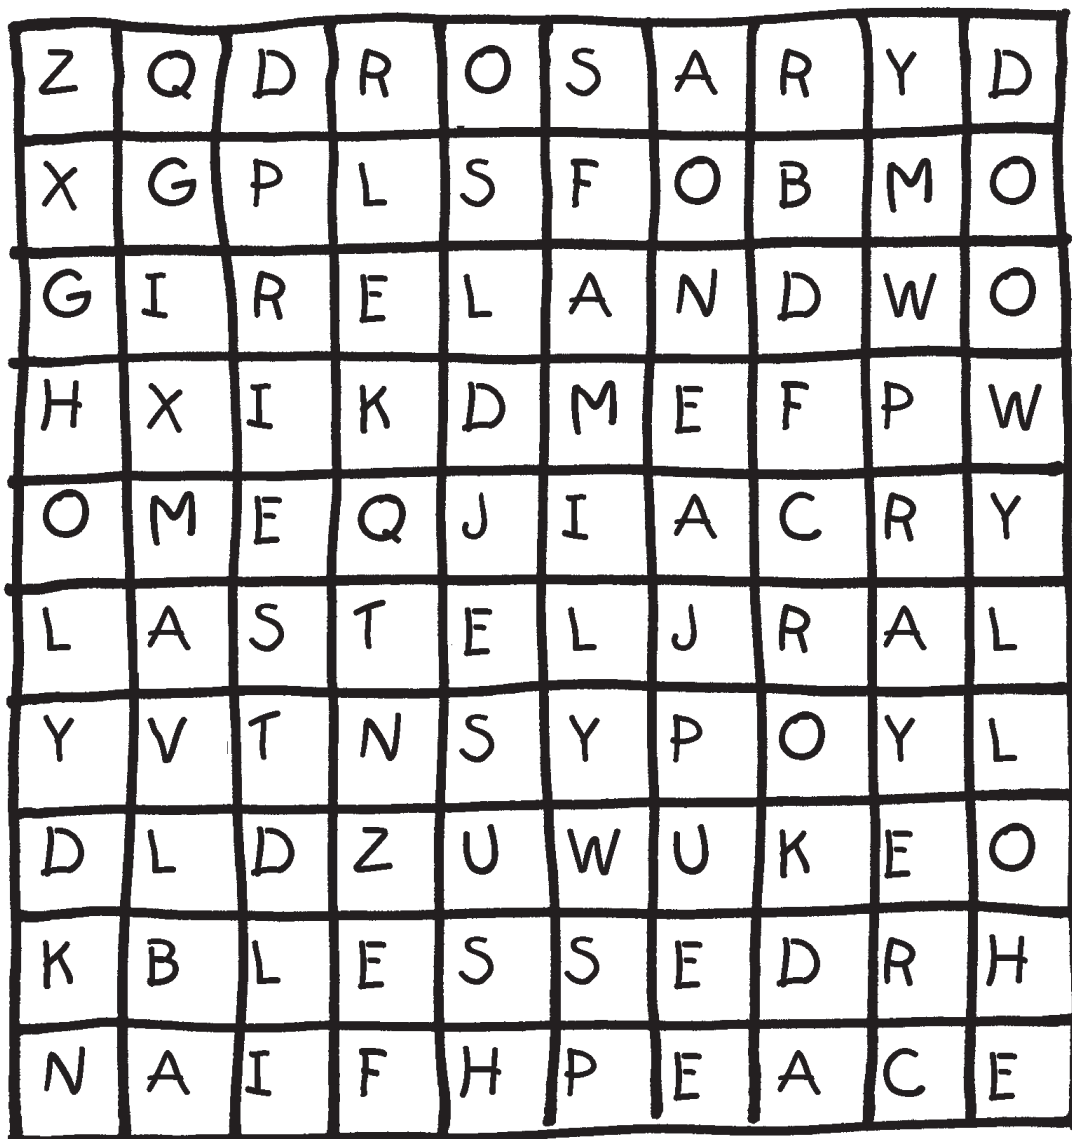 Z Q D R O S A R Y D
X G P L S F O B M O
G I R E L A N D W O
H X I K D M E F P W
O M E Q J I A C R Y
L A S T E L J R A L
Y V T N S Y P O Y L
D L D Z U W U K E O
K B L E S S E D R H
N A I F H P E A C E